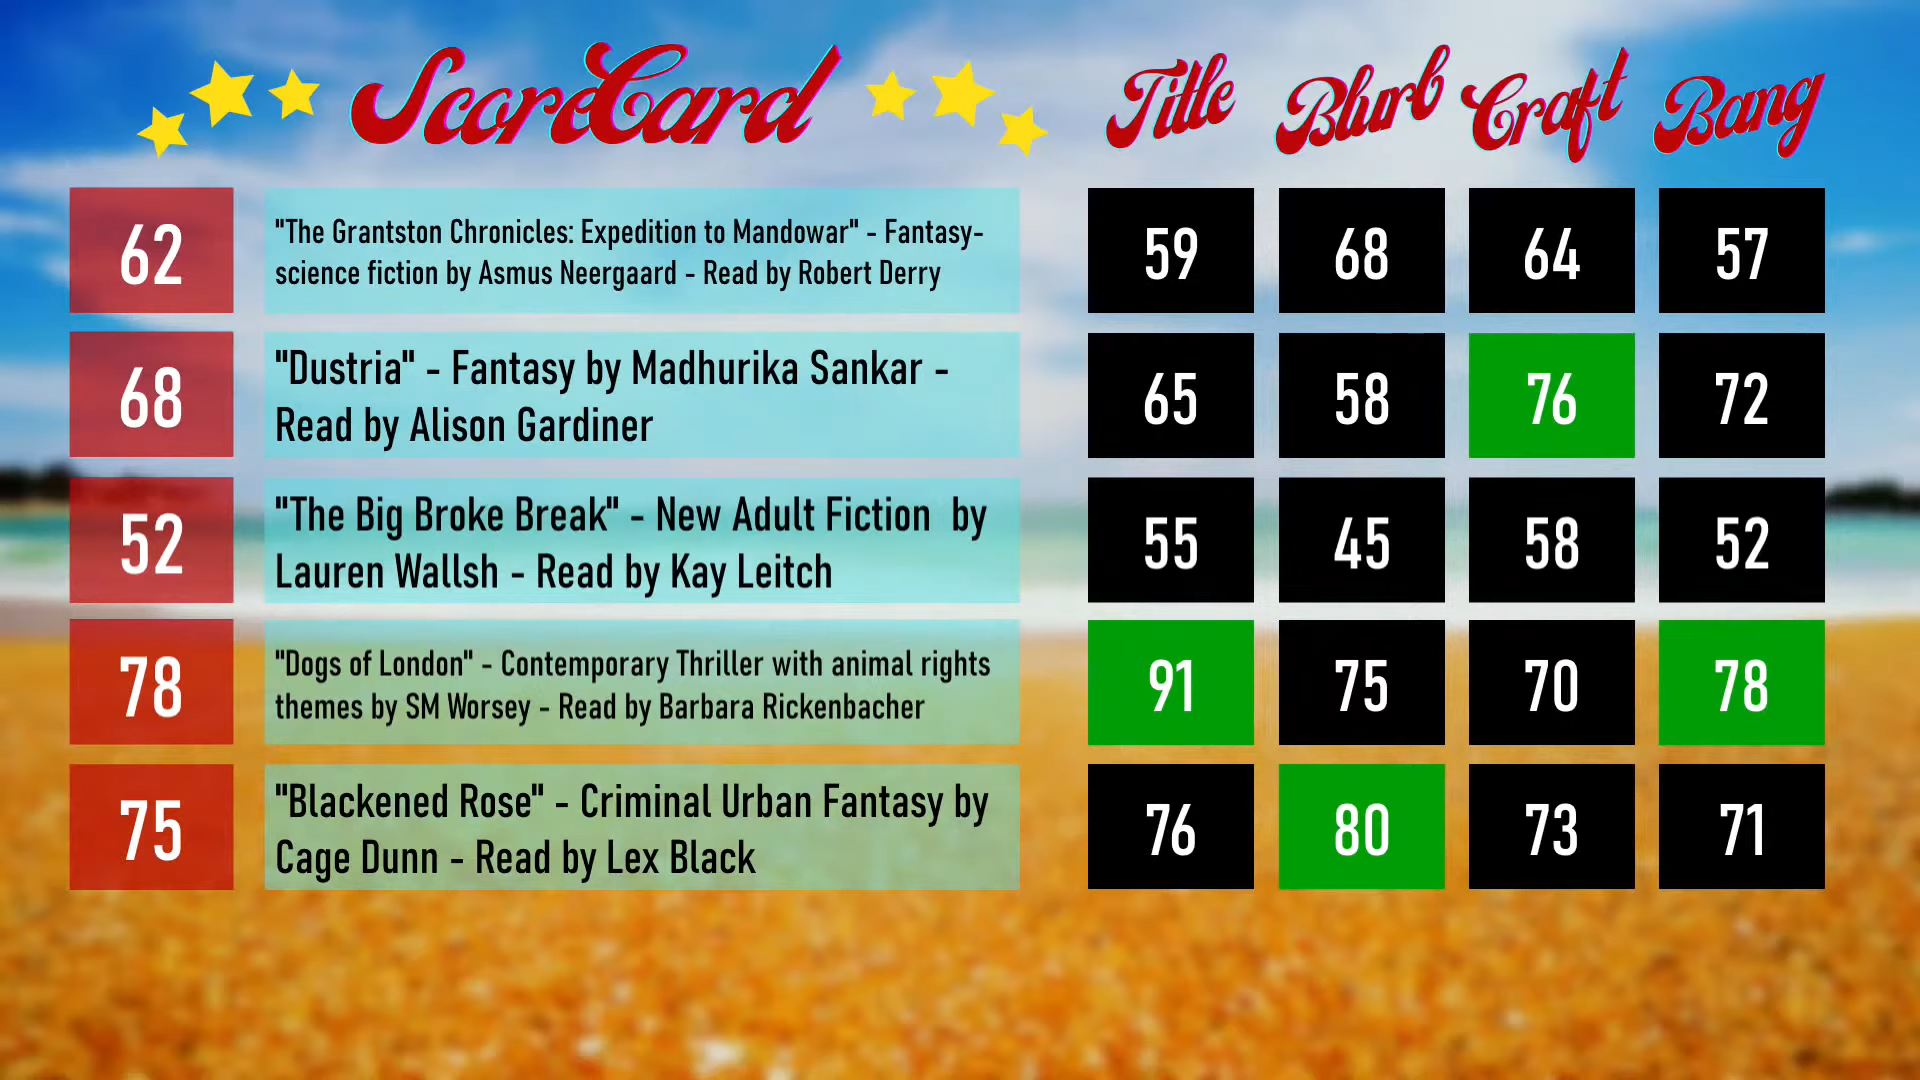 ScoreCard Title Blurb Craft Bang
62 "The Grantston Chronicles: Expedition to Mandowar" - Fantasy-
science fiction by Asmus Neergaard - Read by Robert Derry 59 68 64 57
68 "Dustria" - Fantasy by Madhurika Sankar -
Read by Alison Gardiner 65 58 76 72
52 "The Big Broke Break" - New Adult Fiction by
Lauren Wallsh - Read by Kay Leitch 55 45 58 52
78 "Dogs of London" - Contemporary Thriller with animal rights
themes by SM Worsey - Read by Barbara Rickenbacher 91 75 70 78
75 "Blackened Rose" - Criminal Urban Fantasy by
Cage Dunn - Read by Lex Black 76 80 73 71